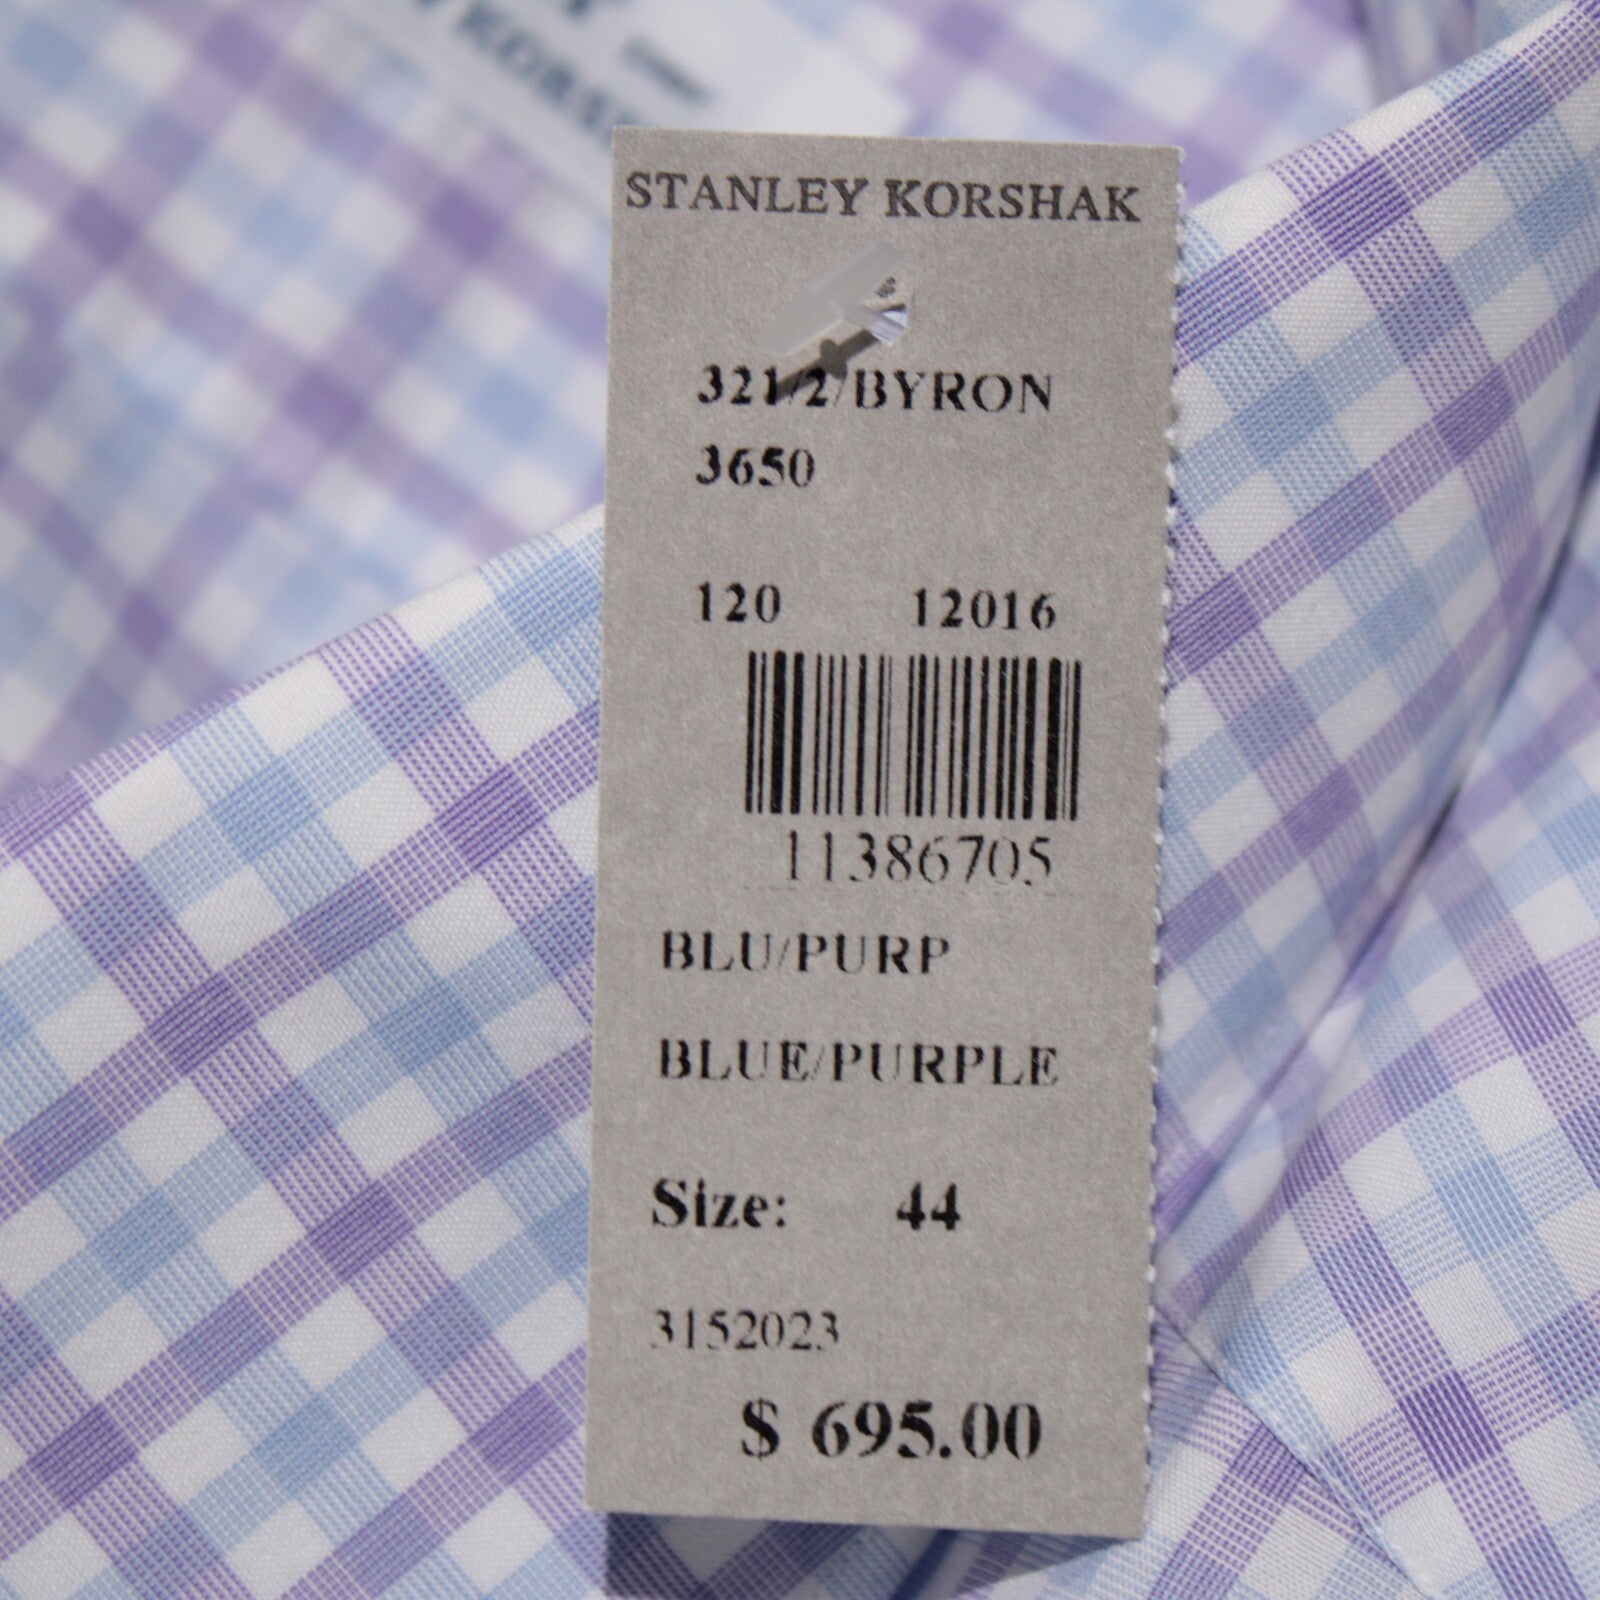 STANLEY KORSHAK
321/2/BYRON
3650
120 12016
11386705
BLU/PURP
BLUE/PURPLE
Size: 44
3152023
$ 695.00